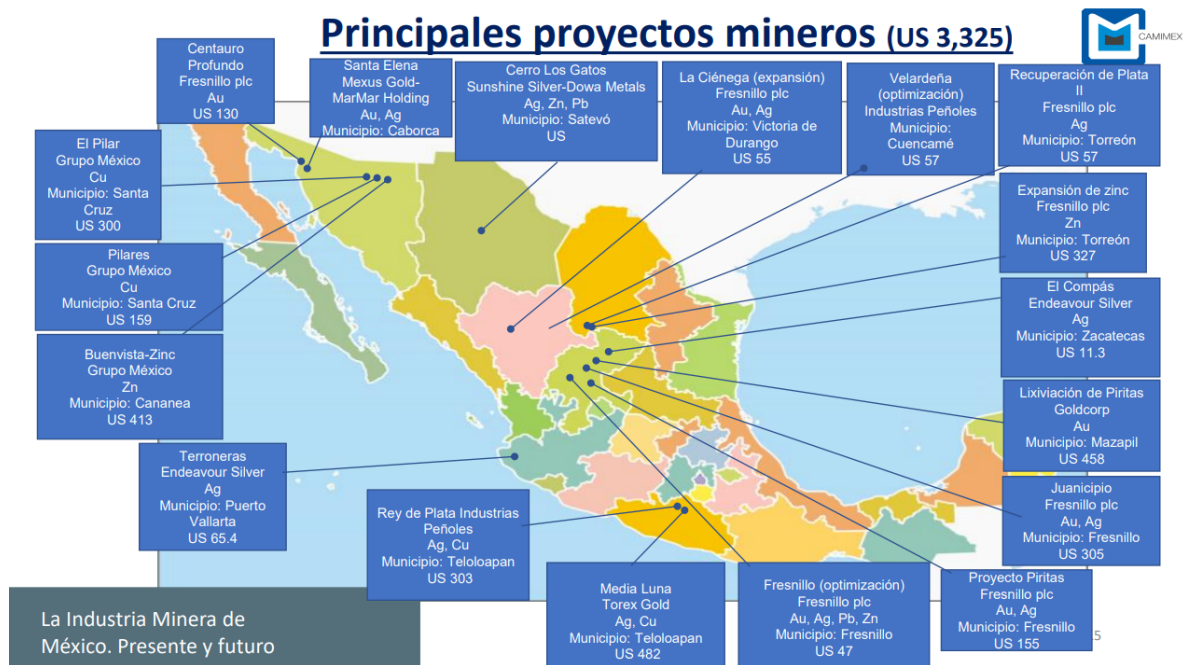 Principales proyectos mineros (US 3,325)
CAMIMEX
Centauro
Profundo
Fresnillo plc
Au
US 130
Santa Elena
Mexus Gold-
MarMar Holding
Au, Ag
Municipio: Caborca
Cerro Los Gatos
Sunshine Silver-Dowa Metals
Ag, Zn, Pb
Municipio: Satevó
US
La Ciénega (expansión)
Fresnillo plc
Au, Ag
Municipio: Victoria de
Durango
US 55
Velardeña
(optimización)
Industrias Peñoles
Municipio:
Cuencamé
US 57
Recuperación de Plata
II
Fresnillo plc
Ag
Municipio: Torreón
US 57
El Pilar
Grupo México
Cu
Municipio: Santa
Cruz
US 300
Expansión de zinc
Fresnillo plc
Zn
Municipio: Torreón
US 327
Pilares
Grupo México
Cu
Municipio: Santa Cruz
US 159
El Compás
Endeavour Silver
Ag
Municipio: Zacatecas
US 11.3
Buenvista-Zinc
Grupo México
Zn
Municipio: Cananea
US 413
Lixiviación de Piritas
Goldcorp
Au
Municipio: Mazapil
US 458
Terroneras
Endeavour Silver
Ag
Municipio: Puerto
Vallarta
US 65.4
Rey de Plata Industrias
Peñoles
Ag, Cu
Municipio: Teloloapan
US 303
Juanicipio
Fresnillo plc
Au, Ag
Municipio: Fresnillo
US 305
Media Luna
Torex Gold
Ag, Cu
Municipio: Teloloapan
US 482
Fresnillo (optimización)
Fresnillo plc
Au, Ag, Pb, Zn
Municipio: Fresnillo
US 47
Proyecto Piritas
Fresnillo plc
Au, Ag
Municipio: Fresnillo
US 155
La Industria Minera de
México. Presente y futuro